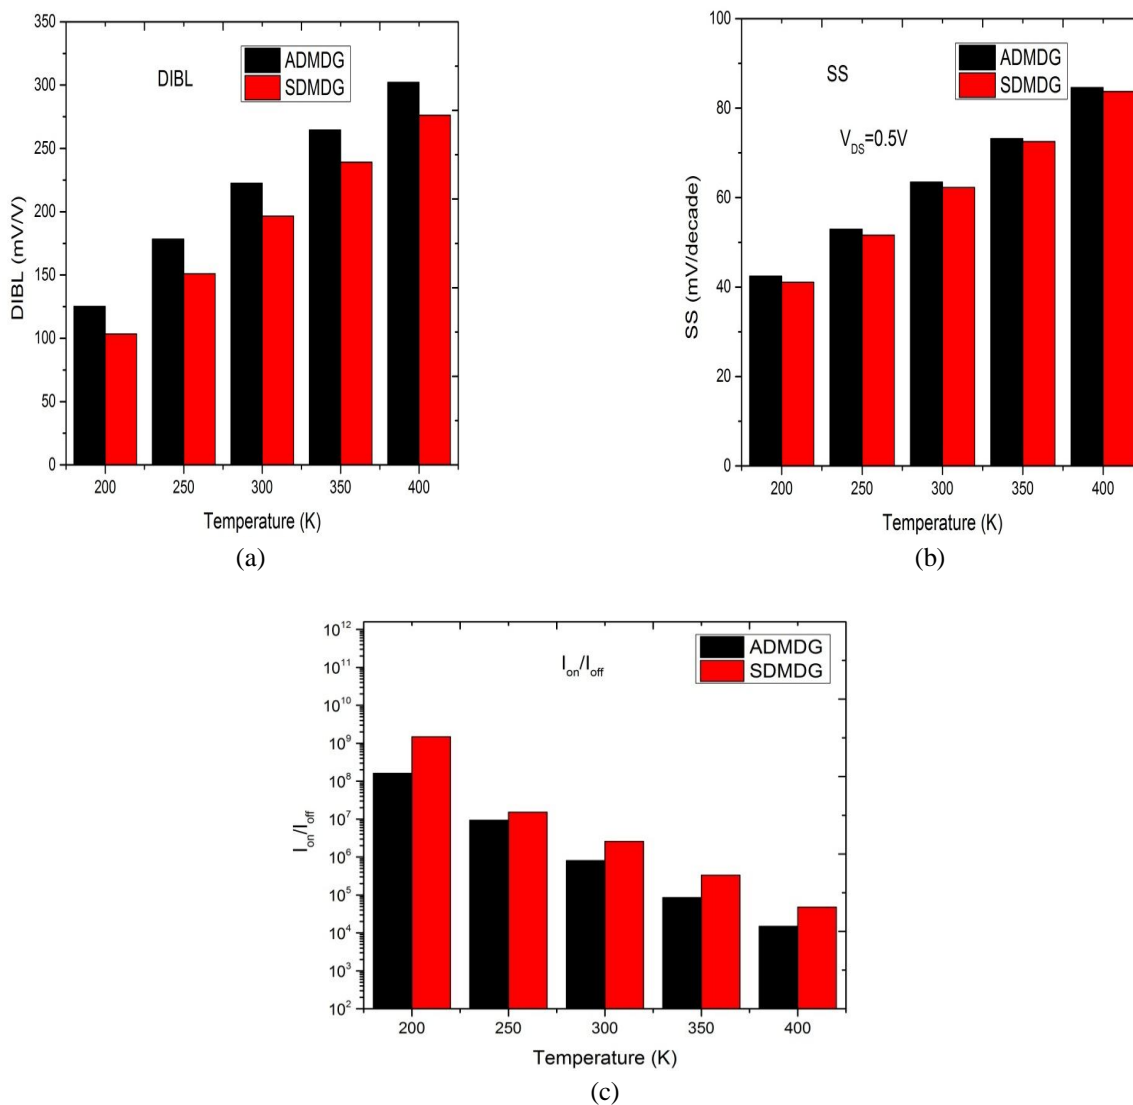 350
300
250
200
150
100
50
0
DIBL (mV/V)
DIBL
ADMDG
SDMDG
200 250 300 350 400
Temperature (K)
(a)
100
80
60
40
20
0
SS (mV/decade)
SS
ADMDG
SDMDG
V_DS=0.5V
200 250 300 350 400
Temperature (K)
(b)
10^12
10^11
10^10
10^9
10^8
10^7
10^6
10^5
10^4
10^3
10^2
I_on/I_off
I_on/I_off
ADMDG
SDMDG
200 250 300 350 400
Temperature (K)
(c)